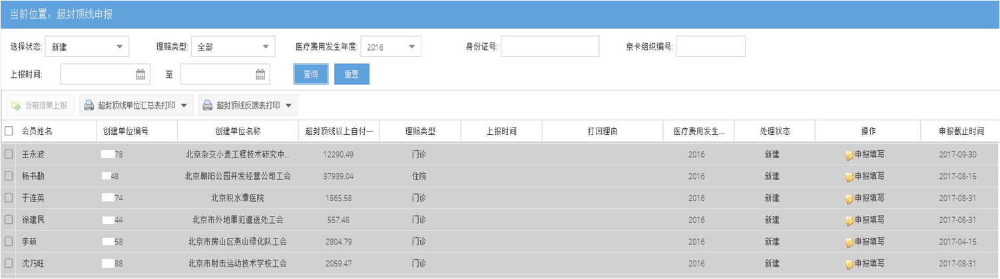 当前位置：超封顶线申报
选择状态: 新建 理赔类型: 全部 医疗费用发生年度: 2016 身份证号: 京卡组织编号:
上报时间: 至 查询 重置
当前结果上报 超封顶线单位汇总表打印 超封顶线反馈表打印
会员姓名 创建单位编号 创建单位名称 超封顶线以上自付一 理赔类型 上报时间 打回理由 医疗费用发生... 处理状态 操作 申报截止时间
王永波 78 北京杂交小麦工程技术研究中... 12290.49 门诊 2016 新建 申报填写 2017-09-30
杨书勤 48 北京朝阳公园开发经营公司工会 37939.04 住院 2016 新建 申报填写 2017-08-15
于连英 74 北京积水潭医院 1865.58 门诊 2016 新建 申报填写 2017-08-31
徐建民 44 北京市外地罪犯遣送处工会 557.48 门诊 2016 新建 申报填写 2017-08-31
李硕 58 北京市房山区燕山绿化队工会 2804.79 门诊 2016 新建 申报填写 2017-04-15
沈乃旺 88 北京市射击运动技术学校工会 2059.47 门诊 2016 新建 申报填写 2017-08-31